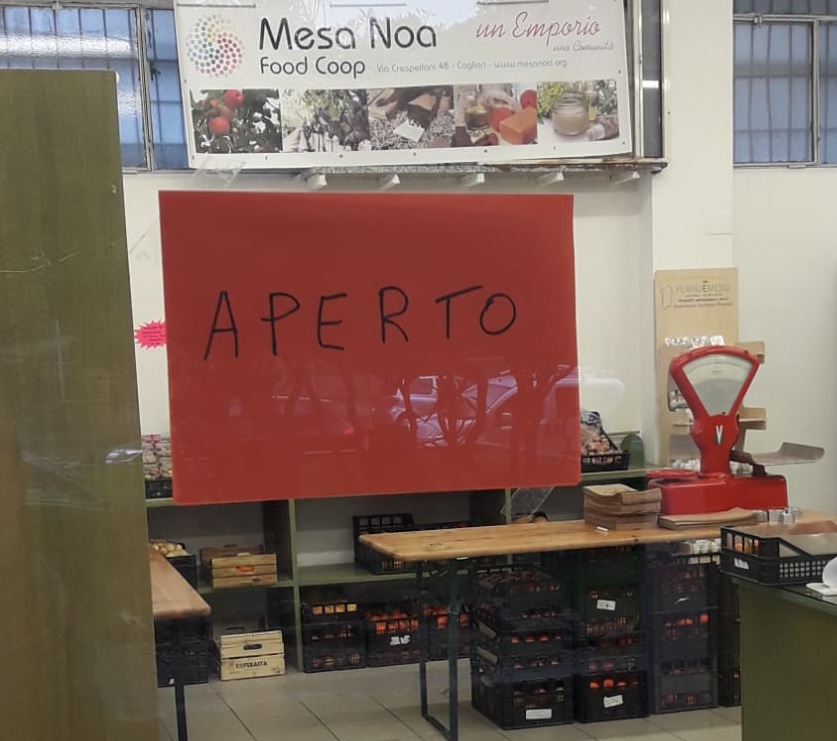 Mesa Noa
un Emporio
una Comunità
Food Coop
Via Crespellani 48 - Cagliari - www.mesanoa.org
APERTO